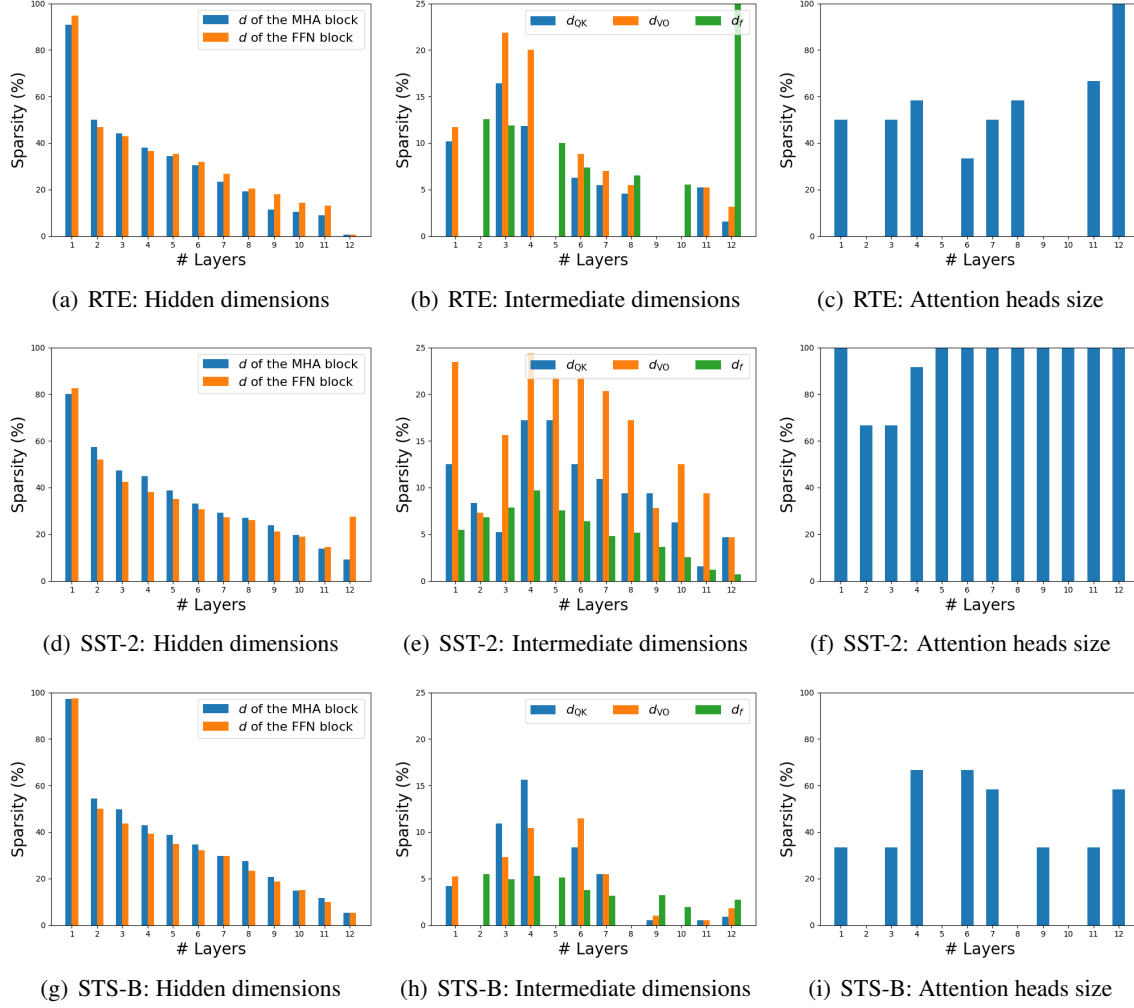 Sparsity (%)
100
80
60
40
20
0
d of the MHA block
d of the FFN block
1 2 3 4 5 6 7 8 9 10 11 12
# Layers
(a) RTE: Hidden dimensions
Sparsity (%)
25
20
15
10
5
0
dQK dVO df
1 2 3 4 5 6 7 8 9 10 11 12
# Layers
(b) RTE: Intermediate dimensions
Sparsity (%)
100
80
60
40
20
0
1 2 3 4 5 6 7 8 9 10 11 12
# Layers
(c) RTE: Attention heads size
Sparsity (%)
100
80
60
40
20
0
d of the MHA block
d of the FFN block
1 2 3 4 5 6 7 8 9 10 11 12
# Layers
(d) SST-2: Hidden dimensions
Sparsity (%)
25
20
15
10
5
0
dQK dVO df
1 2 3 4 5 6 7 8 9 10 11 12
# Layers
(e) SST-2: Intermediate dimensions
Sparsity (%)
100
80
60
40
20
0
1 2 3 4 5 6 7 8 9 10 11 12
# Layers
(f) SST-2: Attention heads size
Sparsity (%)
100
80
60
40
20
0
d of the MHA block
d of the FFN block
1 2 3 4 5 6 7 8 9 10 11 12
# Layers
(g) STS-B: Hidden dimensions
Sparsity (%)
25
20
15
10
5
0
dQK dVO df
1 2 3 4 5 6 7 8 9 10 11 12
# Layers
(h) STS-B: Intermediate dimensions
Sparsity (%)
100
80
60
40
20
0
1 2 3 4 5 6 7 8 9 10 11 12
# Layers
(i) STS-B: Attention heads size